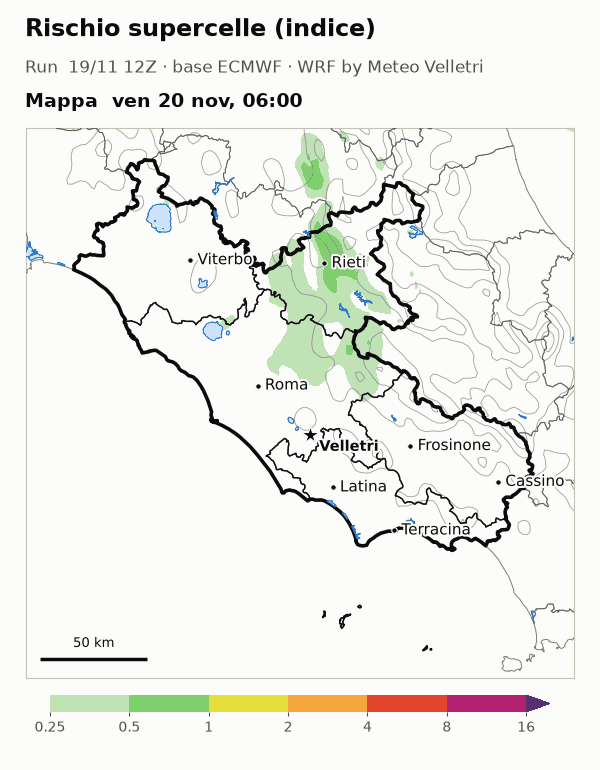 Rischio supercelle (indice)
Run  19/11 12Z · base ECMWF · WRF by Meteo Velletri
Mappa  ven 20 nov, 06:00
Viterbo
Rieti
Roma
Velletri
Frosinone
Cassino
Latina
Terracina
50 km
0.25 0.5 1 2 4 8 16